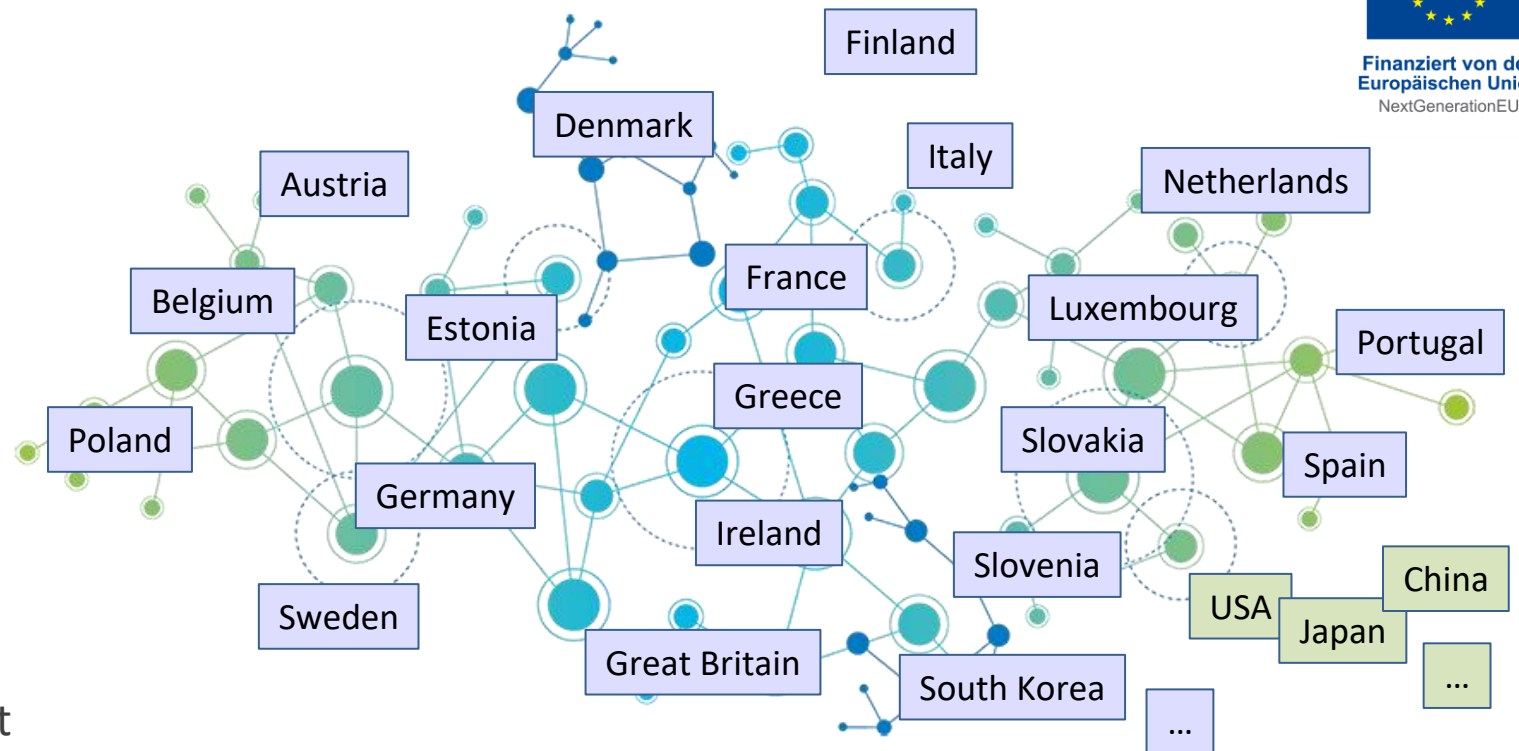 Finland
Finanziert von de
Europäischen Unio
NextGenerationEU
Denmark
Italy
Austria
Netherlands
France
Belgium
Luxembourg
Estonia
Portugal
Greece
Poland
Slovakia
Spain
Germany
Ireland
Slovenia
China
USA
Japan
Sweden
Great Britain
South Korea
...
...
t